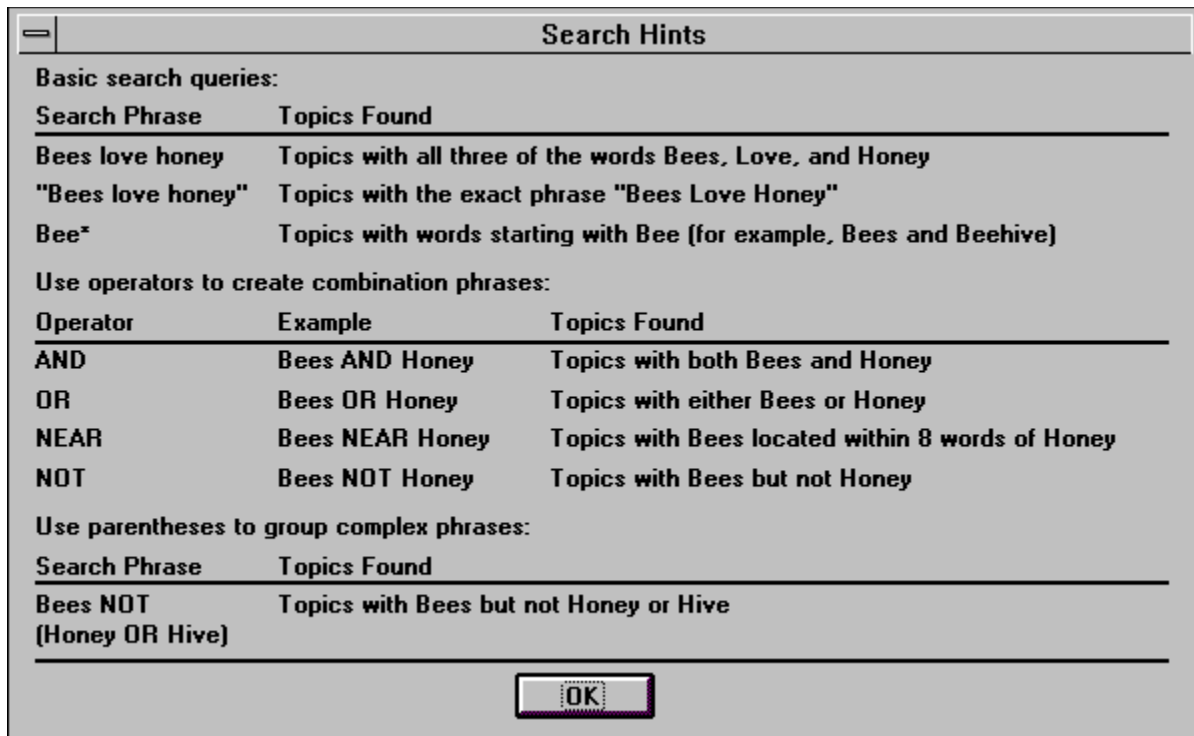 Search Hints
Basic search queries:
Search Phrase Topics Found
Bees love honey Topics with all three of the words Bees, Love, and Honey
"Bees love honey" Topics with the exact phrase "Bees Love Honey"
Bee* Topics with words starting with Bee (for example, Bees and Beehive)
Use operators to create combination phrases:
Operator Example Topics Found
AND Bees AND Honey Topics with both Bees and Honey
OR Bees OR Honey Topics with either Bees or Honey
NEAR Bees NEAR Honey Topics with Bees located within 8 words of Honey
NOT Bees NOT Honey Topics with Bees but not Honey
Use parentheses to group complex phrases:
Search Phrase Topics Found
Bees NOT Topics with Bees but not Honey or Hive
(Honey OR Hive)
OK